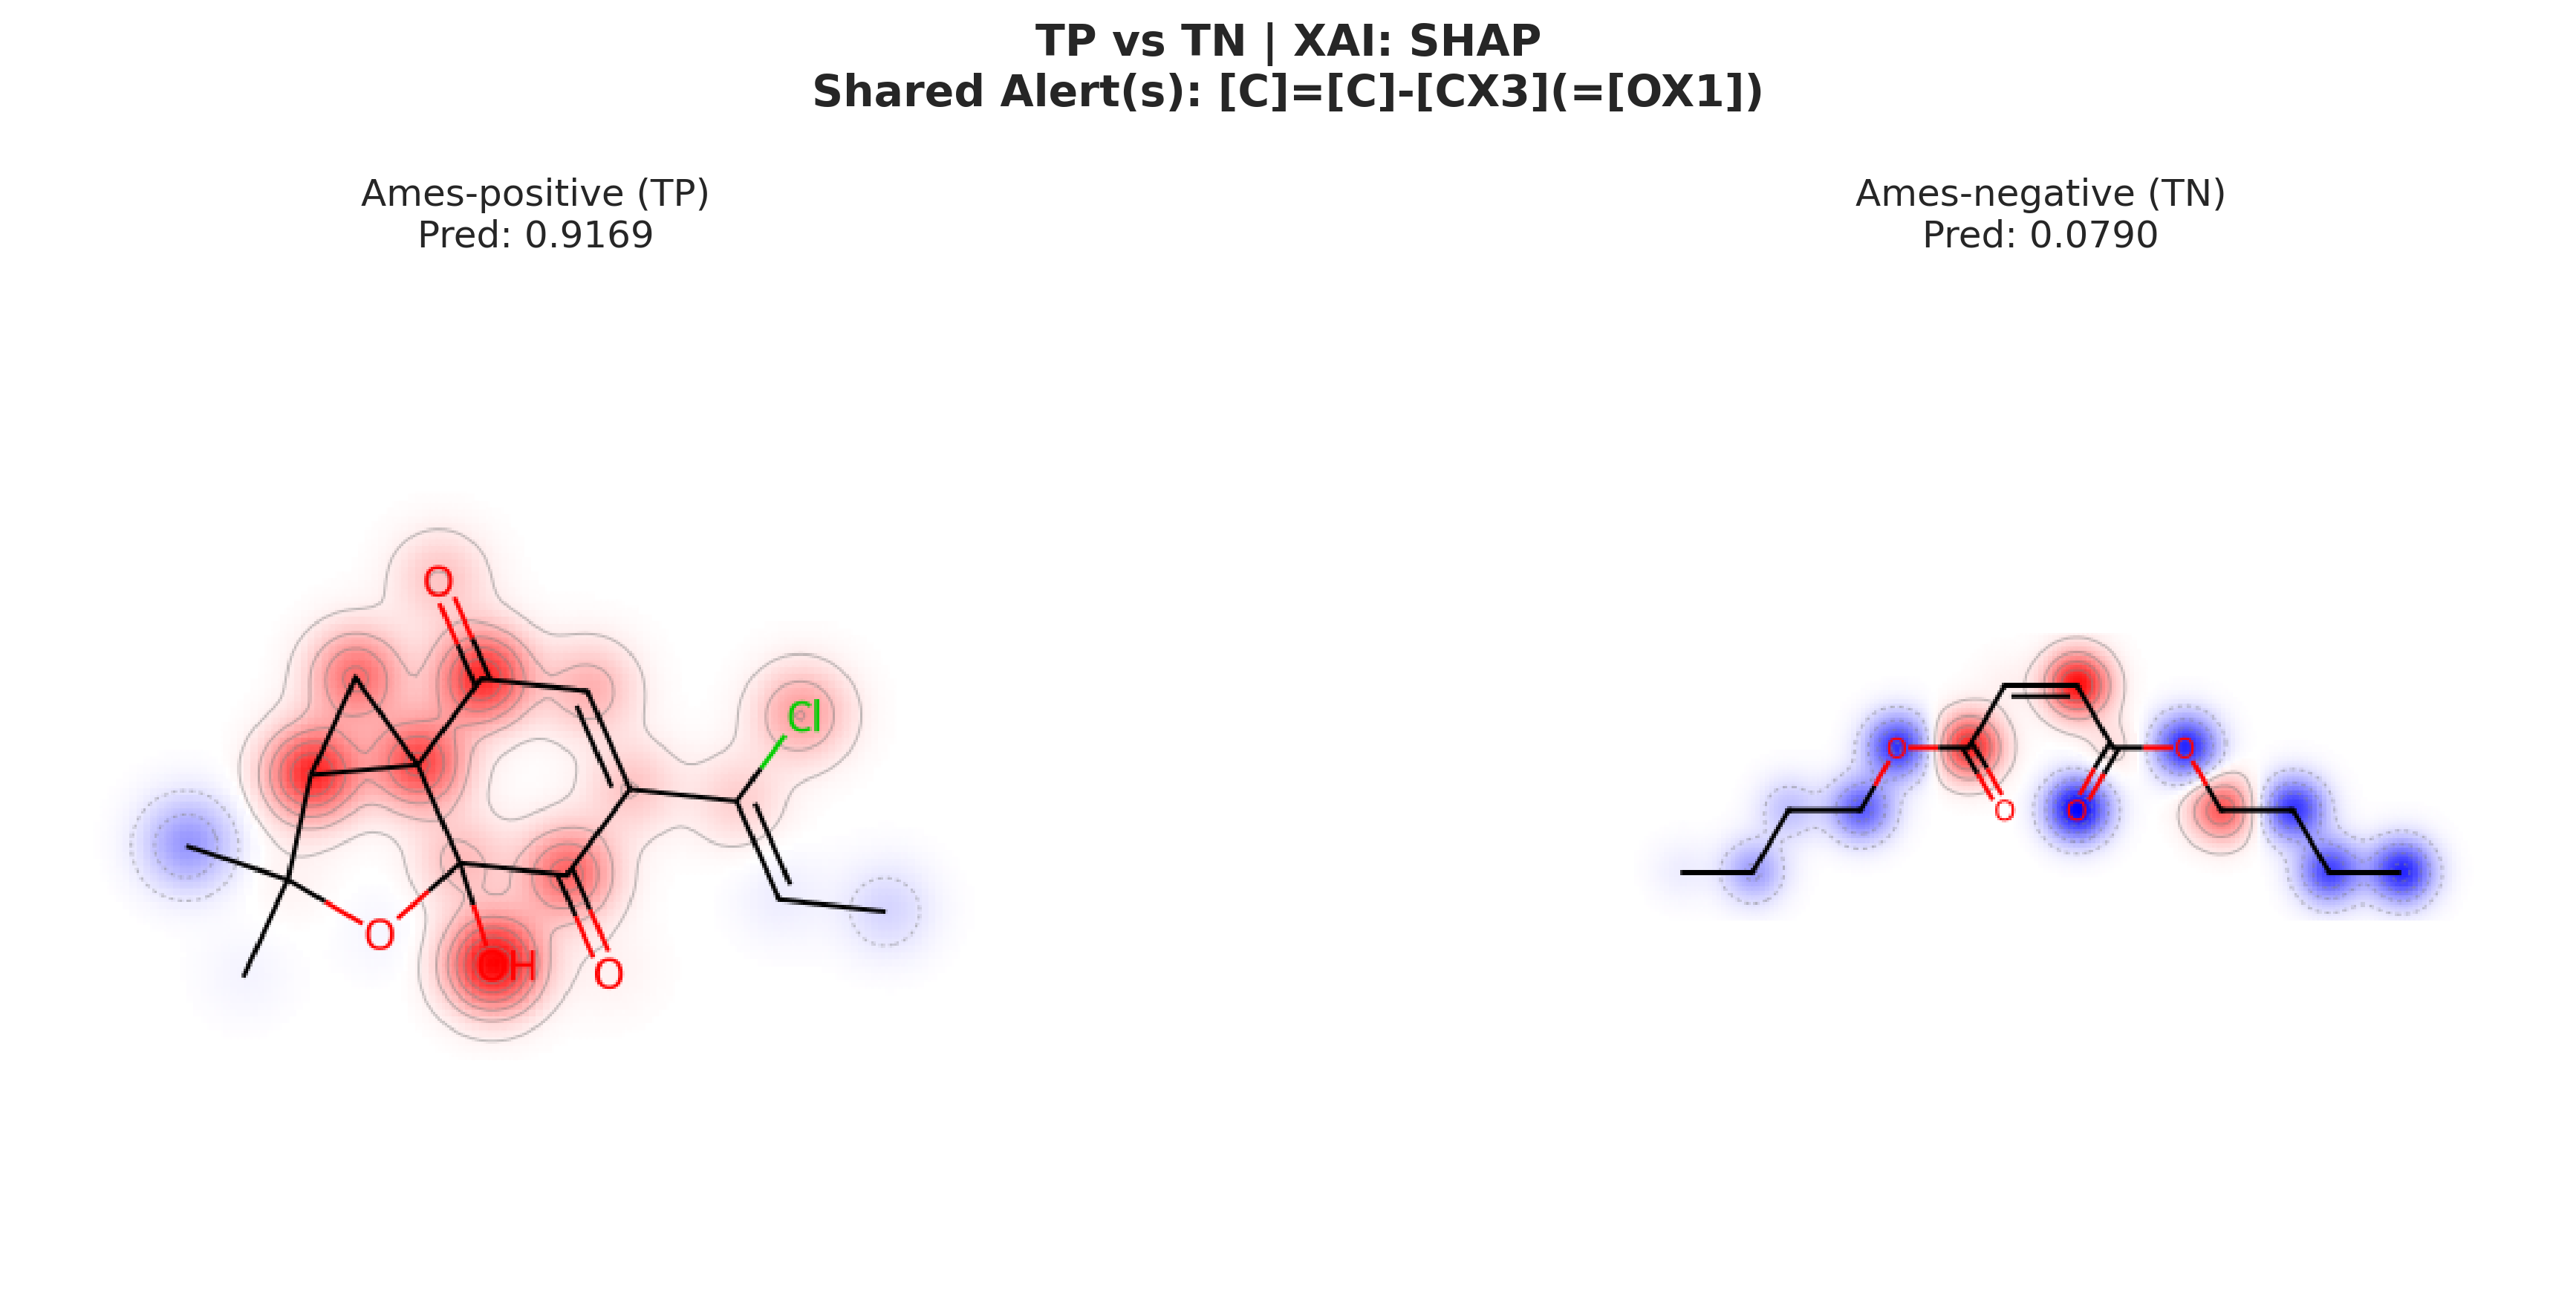 TP vs TN | XAI: SHAP
Shared Alert(s): [C]=[C]-[CX3](=[OX1])
Ames-positive (TP)
Pred: 0.9169
Ames-negative (TN)
Pred: 0.0790
O
Cl
O
OH
O
O
O
O
O